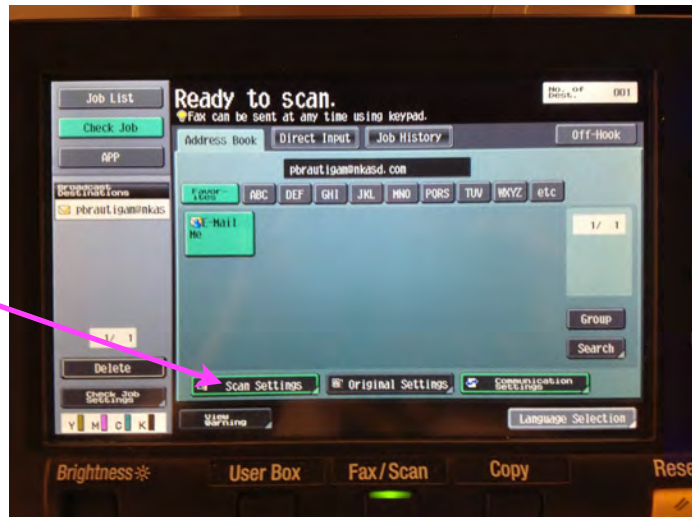 Job List
Check Job
APP
Broadcast
Destinations
pbrautigam@nkas
1/ 1
Delete
Check Job
Settings
Y M C K
Ready to scan.
Fax can be sent at any time using keypad.
No. of
Dest. 001
Address Book Direct Input Job History Off-Hook
pbrautigam@nkasd.com
Favor-
ites ABC DEF GHI JKL MNO PQRS TUV WXYZ etc
E-Mail
Me
1/ 1
Group
Search
Scan Settings Original Settings Communication
Settings
View
Warning
Language Selection
Brightness User Box Fax/Scan Copy Rese